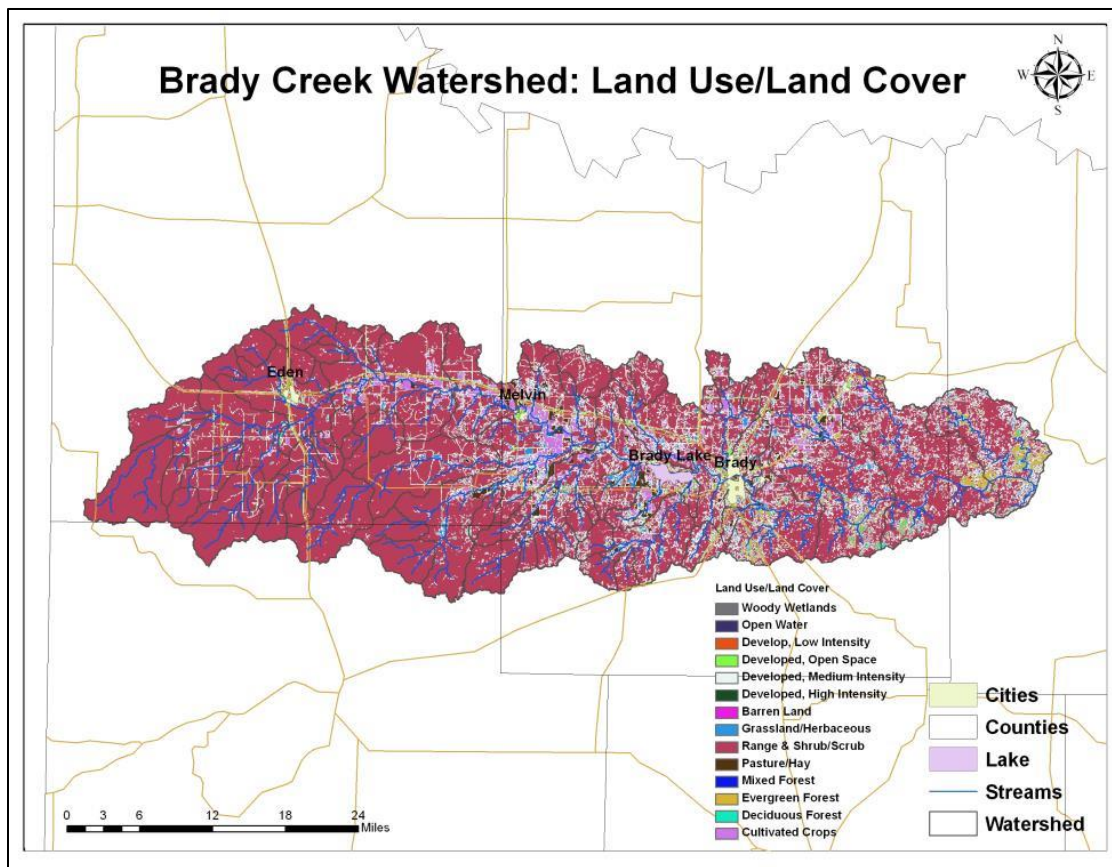 Brady Creek Watershed: Land Use/Land Cover
N
W E
S
Eden
Melvin
Brady Lake
Brady
Land Use/Land Cover
Woody Wetlands
Open Water
Develop, Low Intensity
Developed, Open Space
Developed, Medium Intensity
Developed, High Intensity
Barren Land
Grassland/Herbaceous
Range & Shrub/Scrub
Pasture/Hay
Mixed Forest
Evergreen Forest
Deciduous Forest
Cultivated Crops
Cities
Counties
Lake
Streams
Watershed
0 3 6 12 18 24
Miles